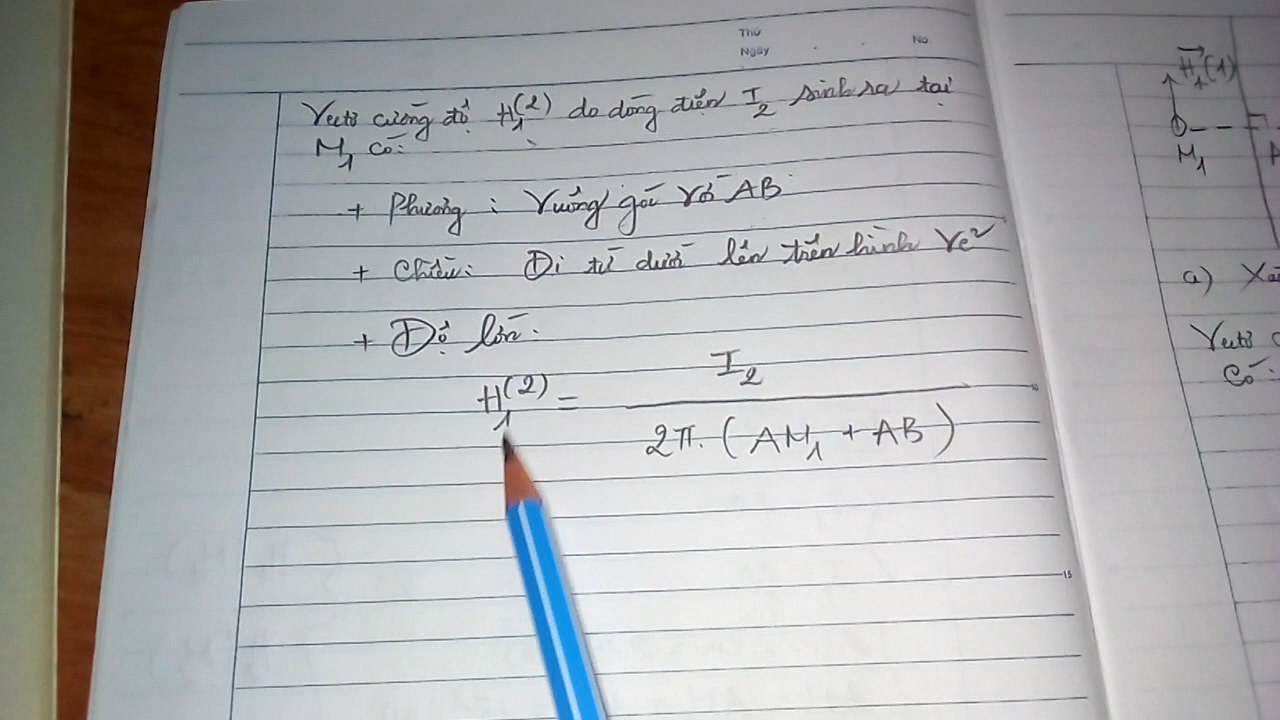 Thứ
Ngày
No
Vectơ cường độ H₁⁽²⁾ do dòng điện I₂ sinh ra tại
M₁ có:
+ Phương: Vuông góc với AB
+ Chiều: Đi từ dưới lên trên hình vẽ
+ Độ lớn:
H₁⁽²⁾ = I₂ / 2π.(AM₁ + AB)
10
15
H₁(1)
M₁
a)
Vectơ
Có: